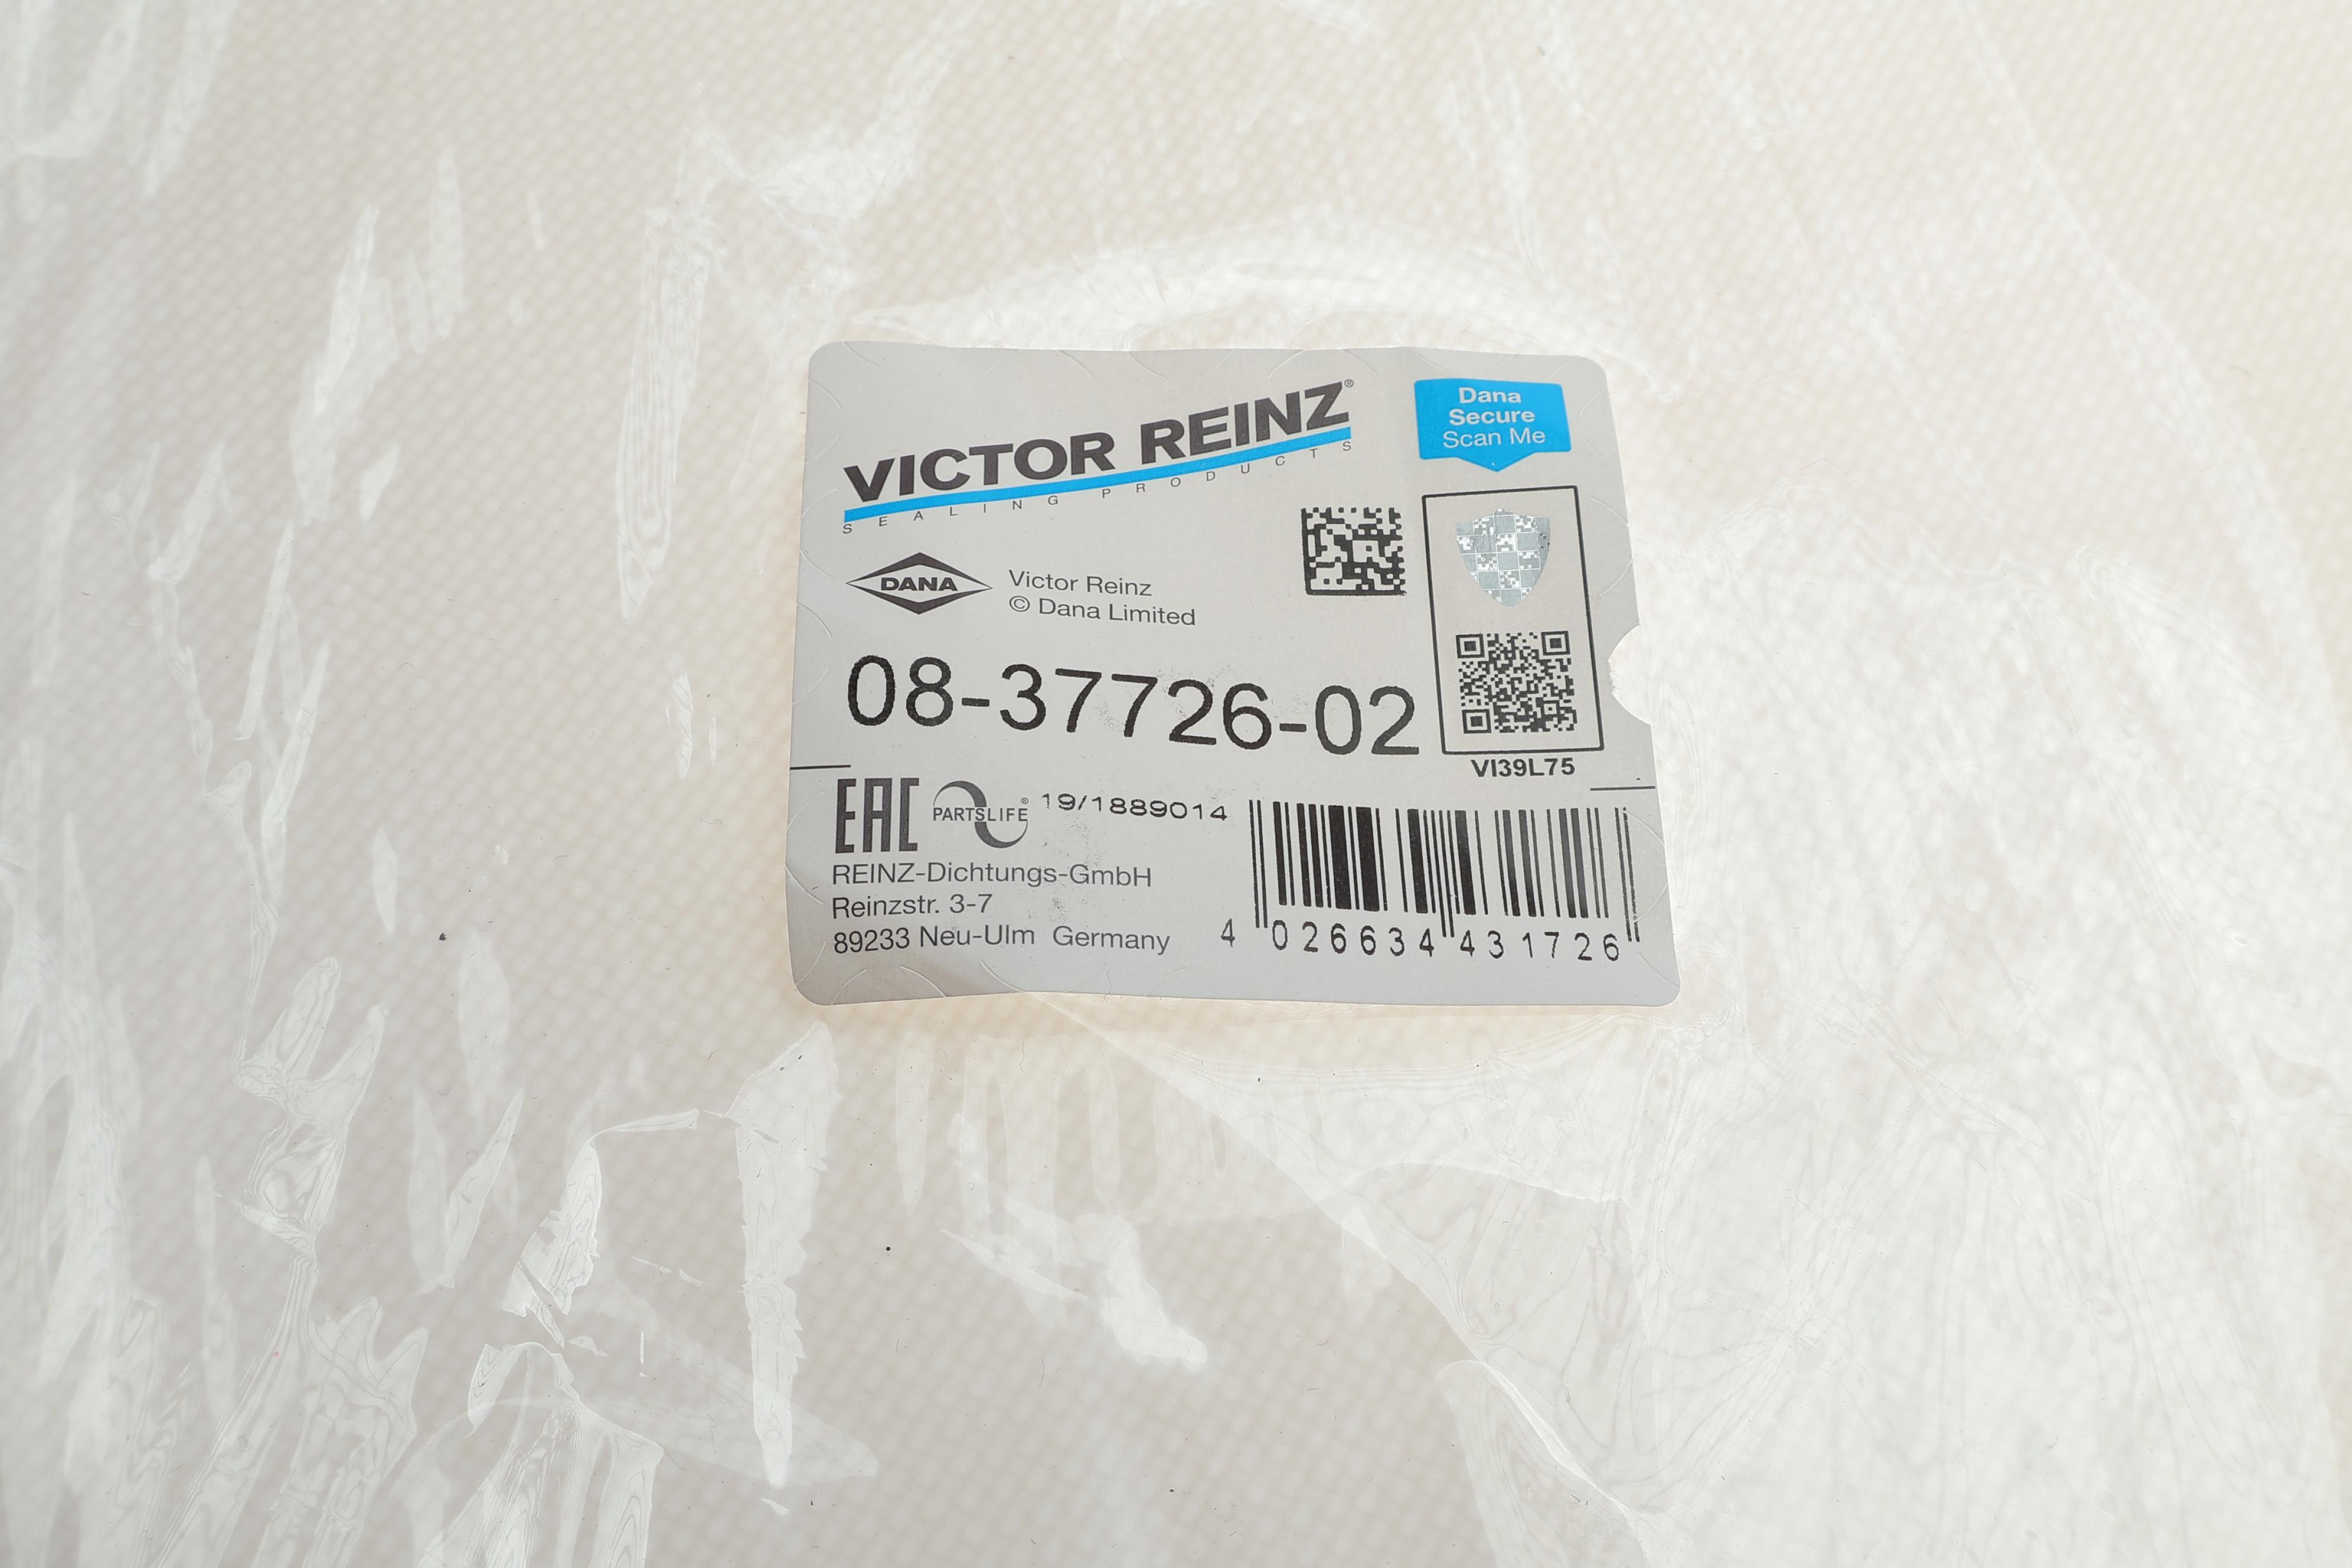 VICTOR REINZ®
SEALING PRODUCTS
Dana
Secure
Scan Me
DANA
Victor Reinz
© Dana Limited
08-37726-02
VI39L75
EAC
PARTSLIFE®
19/1889014
REINZ-Dichtungs-GmbH
Reinzstr. 3-7
89233 Neu-Ulm Germany
4 026634 431726